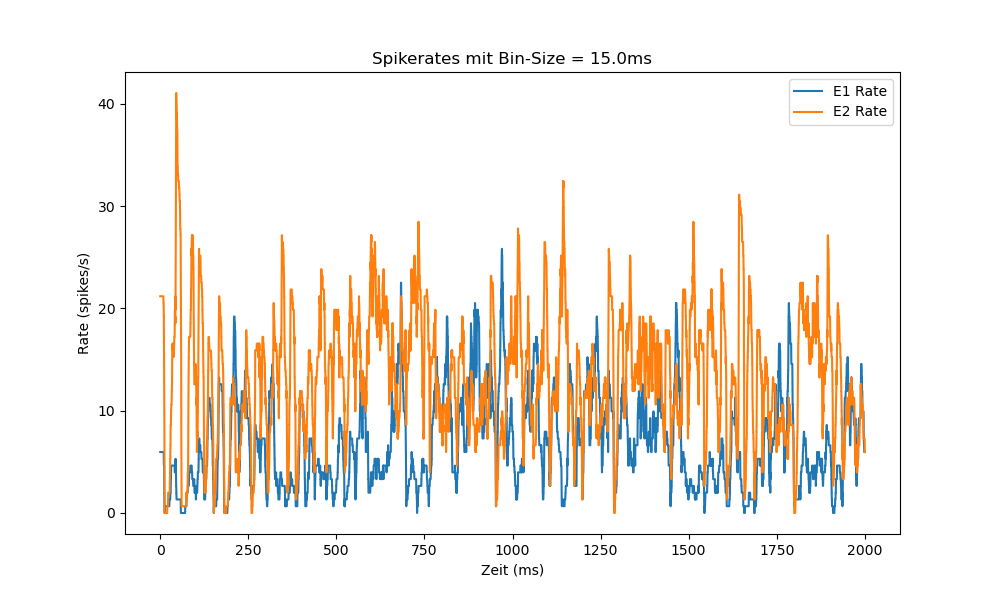 Spikerates mit Bin-Size = 15.0ms
E1 Rate
E2 Rate
Rate (spikes/s)
40
30
20
10
0
0 250 500 750 1000 1250 1500 1750 2000
Zeit (ms)